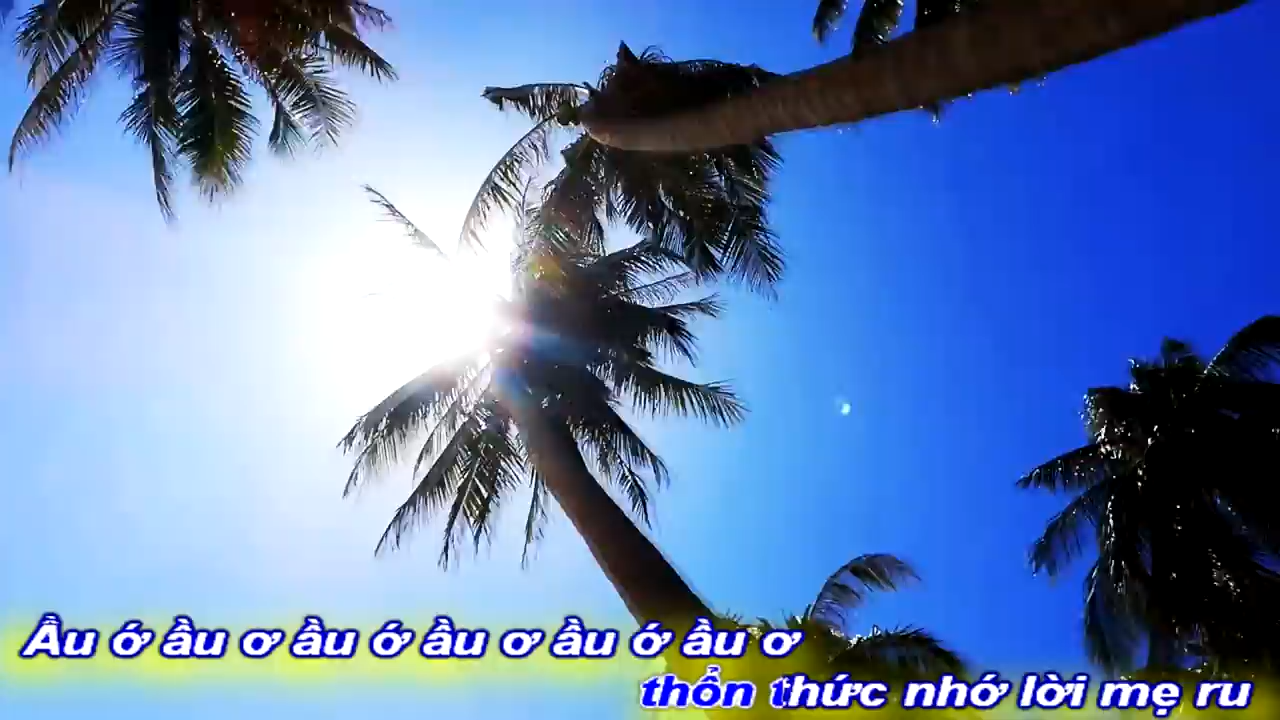 Ầu ớ ầu ơ ầu ớ ầu ơ ầu ớ ầu ơ
thổn thức nhớ lời mẹ ru